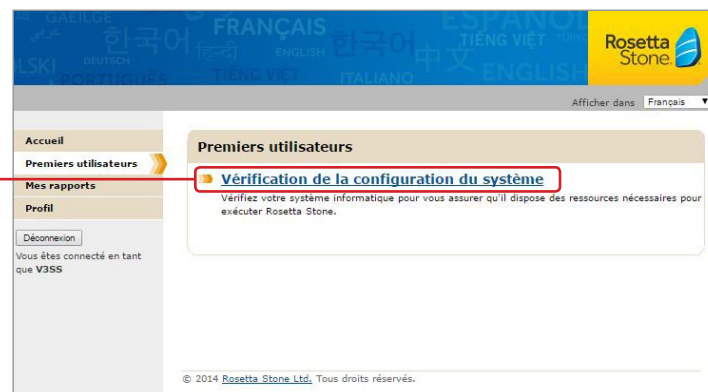 GAEILGE
FRANÇAIS
ESPAÑOL
한국어
TIẾNG VIỆT
DEUTSCH
ENGLISH
한국어
中文
PORTUGUÊS
TIẾNG VIỆT
ITALIANO
ENGLISH
Rosetta
Stone
Afficher dans Français
Accueil
Premiers utilisateurs
Mes rapports
Profil
Déconnexion
Vous êtes connecté en tant
que V3SS
Premiers utilisateurs
Vérification de la configuration du système
Vérifiez votre système informatique pour vous assurer qu'il dispose des ressources nécessaires pour
exécuter Rosetta Stone.
© 2014 Rosetta Stone Ltd. Tous droits réservés.